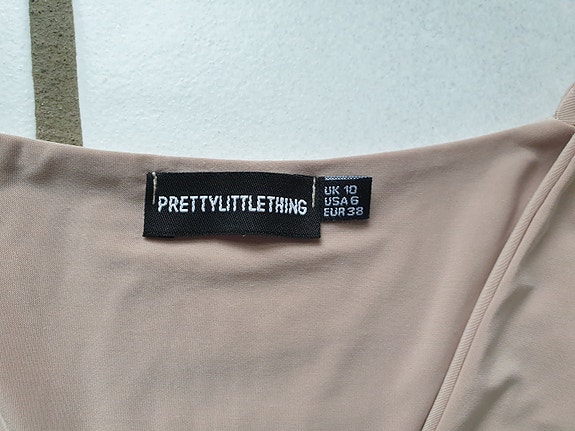 PRETTYLITTLETHING
UK 10
USA 6
EUR 38